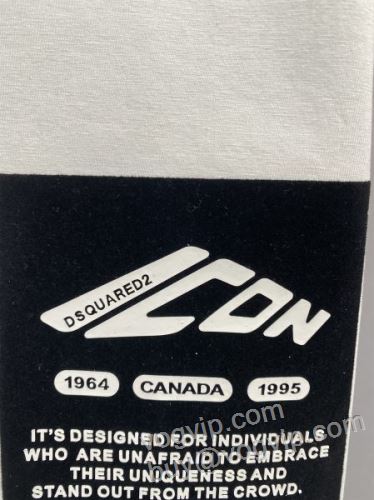 DSQUARED2
ICON
1964 CANADA 1995
IT'S DESIGNED FOR INDIVIDUALS
WHO ARE UNAFRAID TO EMBRACE
THEIR UNIQUENESS AND
STAND OUT FROM THE CROWD.